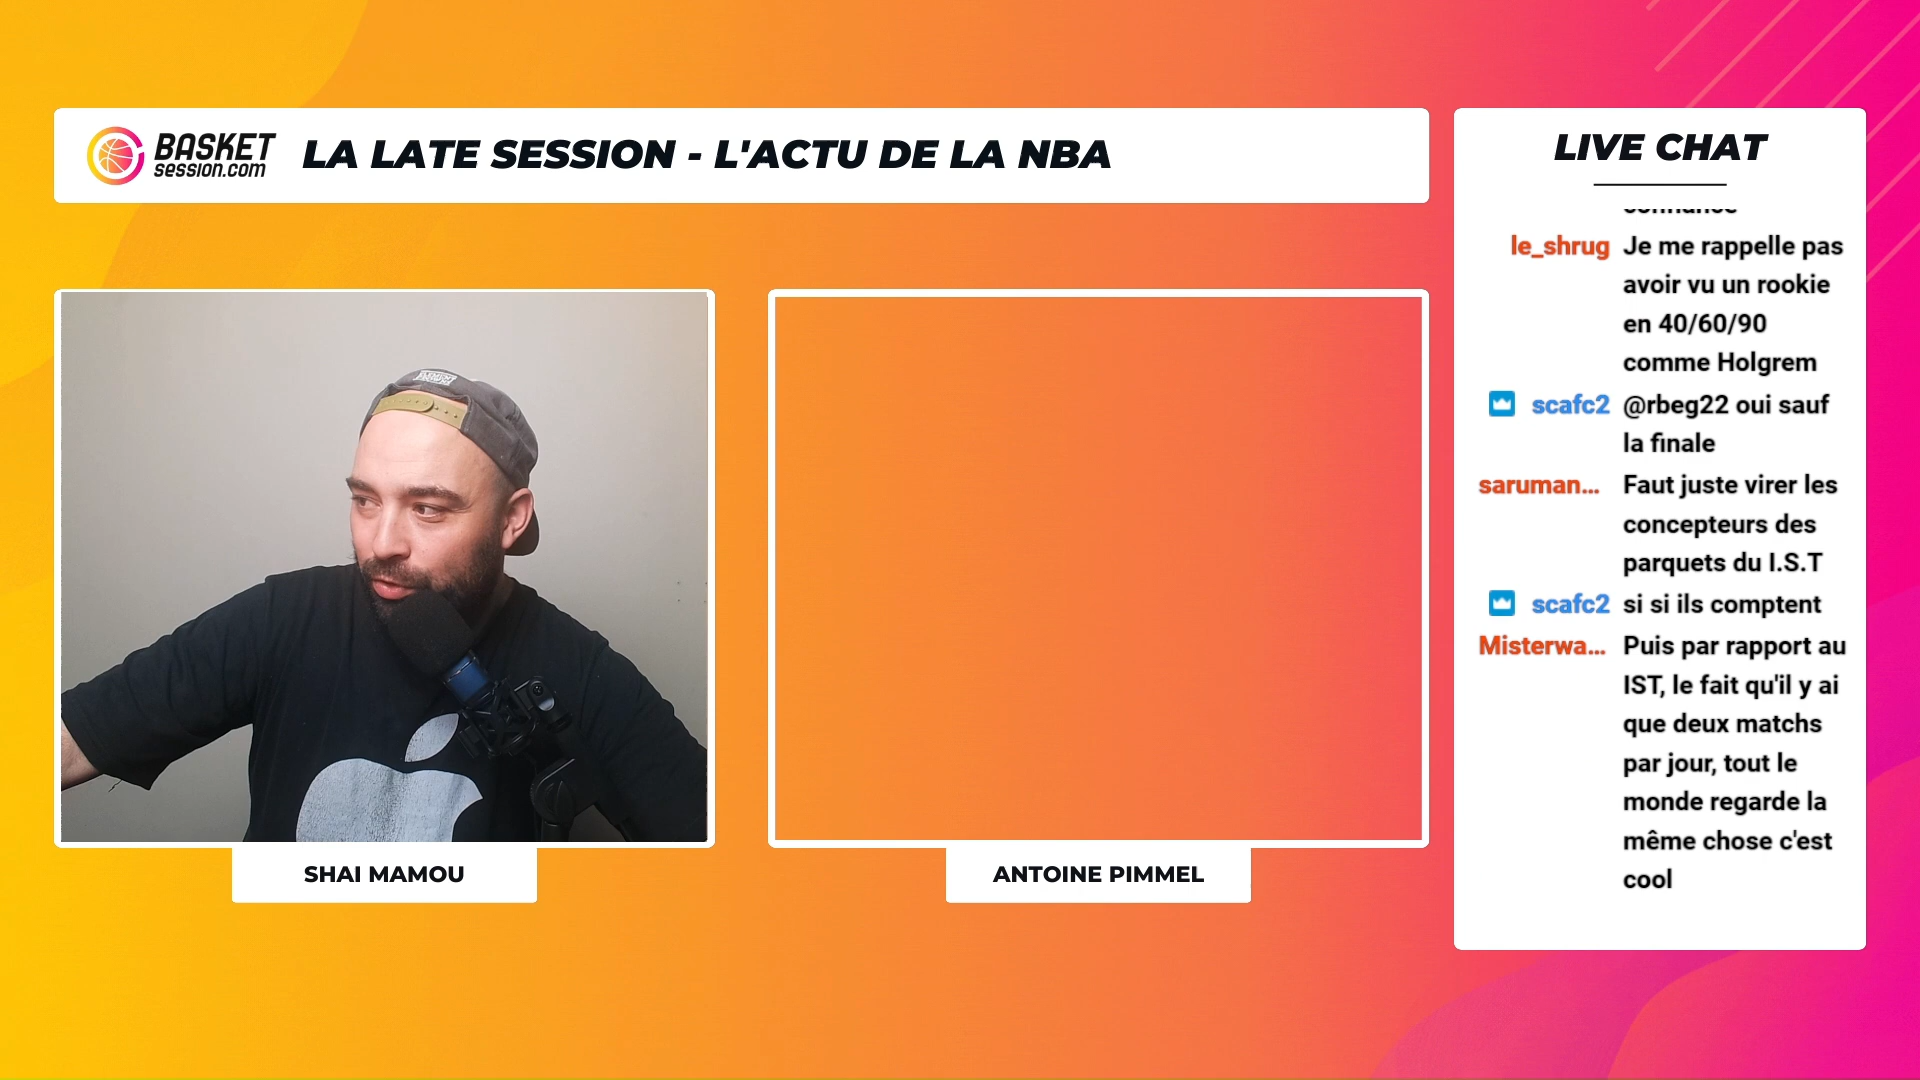 BASKET
SESSION.COM
LA LATE SESSION - L'ACTU DE LA NBA
SHAI MAMOU
ANTOINE PIMMEL
LIVE CHAT
confiance
le_shrug Je me rappelle pas
avoir vu un rookie
en 40/60/90
comme Holgrem
scafc2 @rbeg22 oui sauf
la finale
saruman... Faut juste virer les
concepteurs des
parquets du I.S.T
scafc2 si si ils comptent
Misterwa... Puis par rapport au
IST, le fait qu'il y ai
que deux matchs
par jour, tout le
monde regarde la
même chose c'est
cool